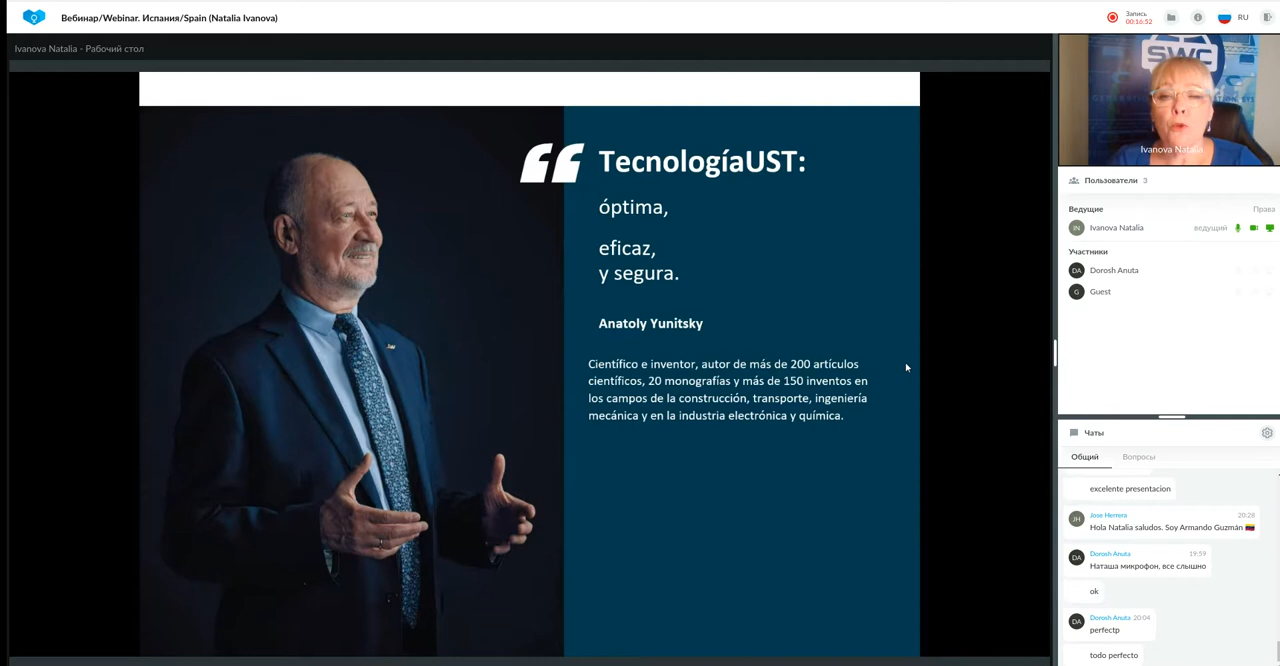 Вебинар/Webinar. Испания/Spain (Natalia Ivanova)
Запись
00:16:52
RU
Ivanova Natalia - Рабочий стол
“ TecnologíaUST:
óptima,
eficaz,
y segura.
Anatoly Yunitsky
Científico e inventor, autor de más de 200 artículos
científicos, 20 monografías y más de 150 inventos en
los campos de la construcción, transporte, ingeniería
mecánica y en la industria electrónica y química.
SWC
Ivanova Natalia
Пользователи 3
Ведущие Права
IN Ivanova Natalia ведущий
Участники
DA Dorosh Anuta
G Guest
Чаты
Общий Вопросы
excelente presentacion
JH Jose Herrera 20:28
Hola Natalia saludos. Soy Armando Guzmán 🇻🇪
DA Dorosh Anuta 19:59
Наташа микрофон, все слышно
ok
DA Dorosh Anuta 20:04
perfectp
todo perfecto